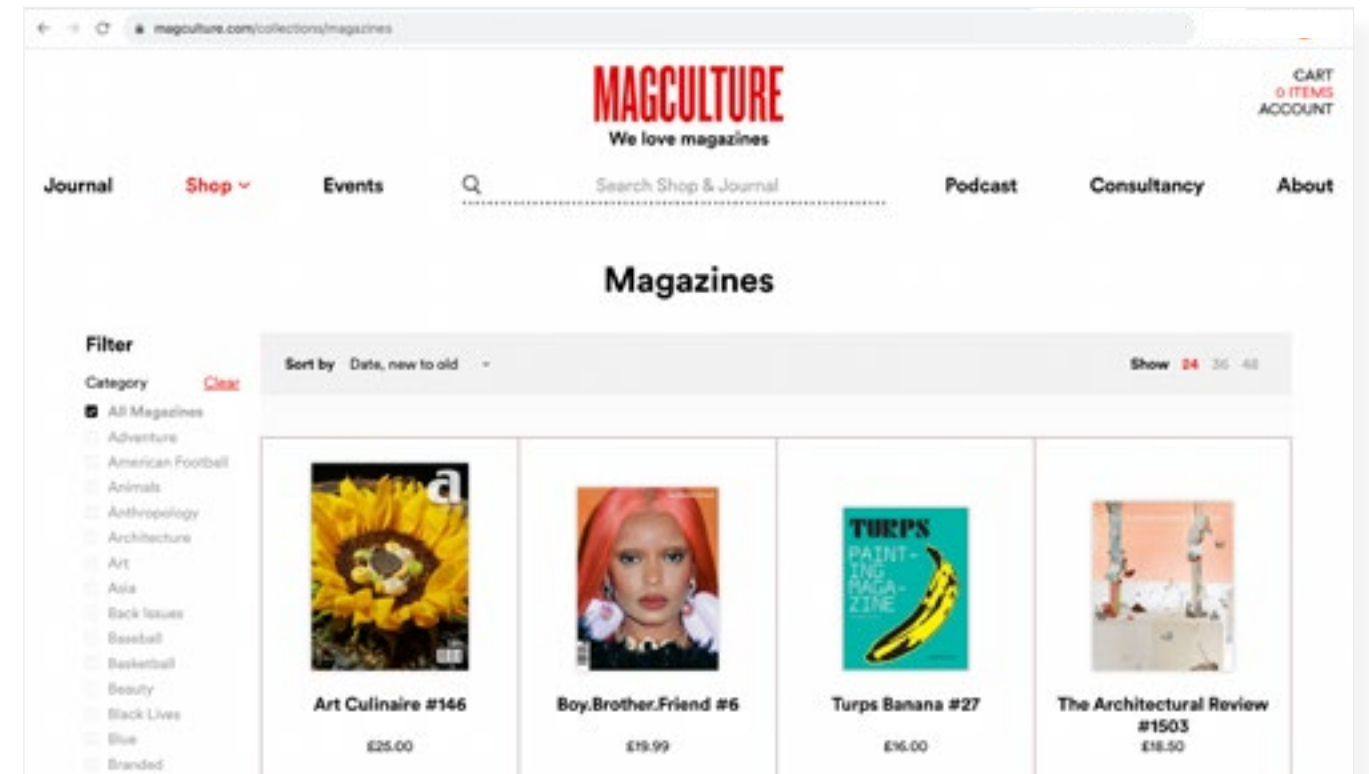 magculture.com/collections/magazines
MAGCULTURE
We love magazines
CART
0 ITEMS
ACCOUNT
Journal
Shop
Events
Search Shop & Journal
Podcast
Consultancy
About
Magazines
Filter
Category Clear
All Magazines
Adventure
American Football
Animals
Anthropology
Architecture
Art
Asia
Back Issues
Baseball
Basketball
Beauty
Black Lives
Blue
Branded
Sort by Date, new to old
Show 24 36 48
a
TURPS
PAINT-
ING
MAGA-
ZINE
Art Culinaire #146
£25.00
Boy.Brother.Friend #6
£19.99
Turps Banana #27
£16.00
The Architectural Review
#1503
£18.50